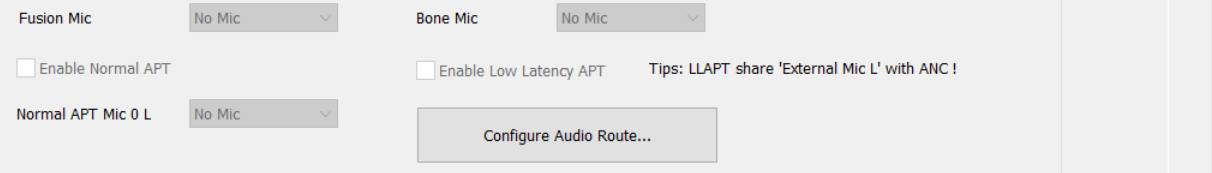 Fusion Mic No Mic Bone Mic No Mic
Enable Normal APT Enable Low Latency APT Tips: LLAPT share 'External Mic L' with ANC !
Normal APT Mic 0 L No Mic
Configure Audio Route...